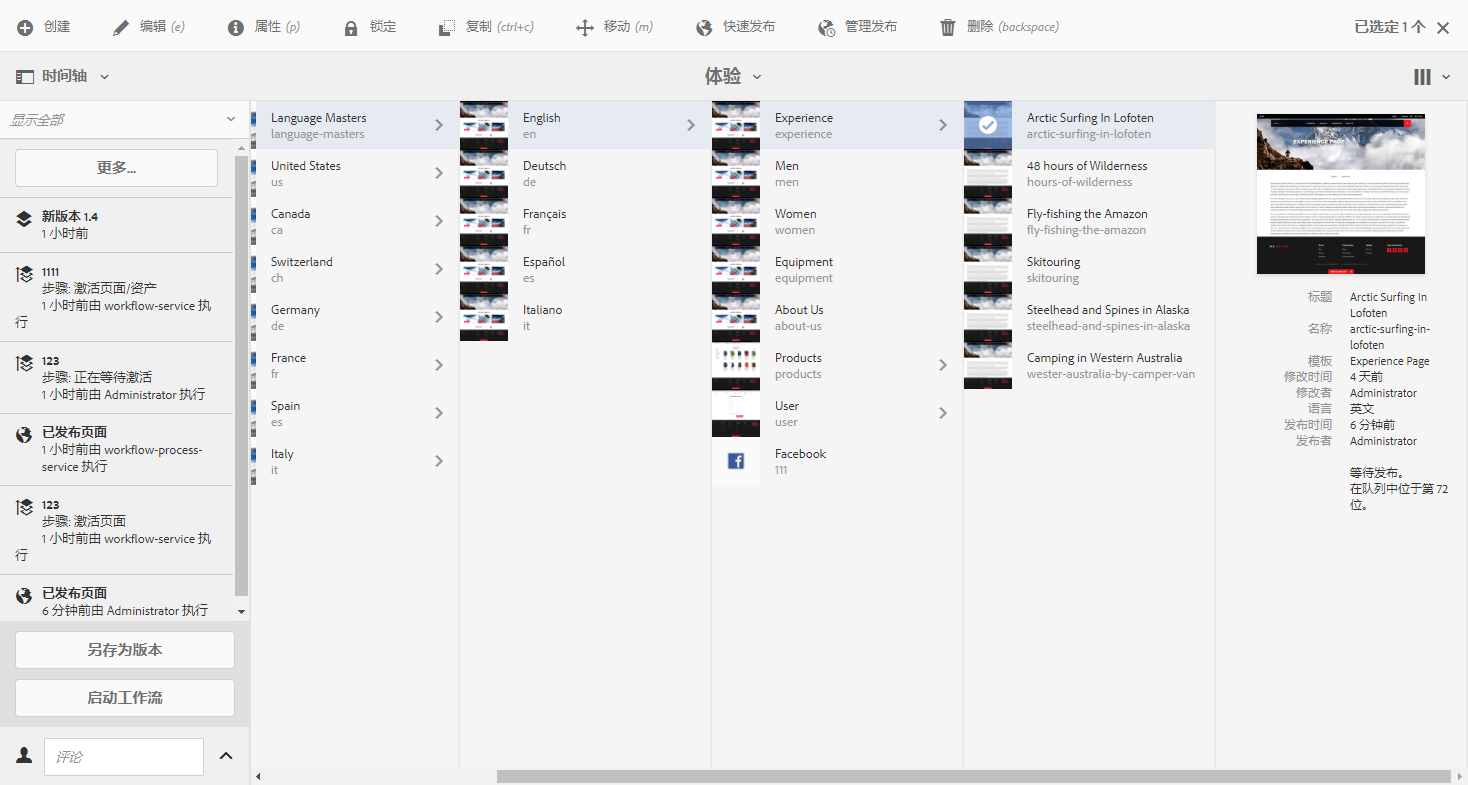 创建
编辑 (e)
属性 (p)
锁定
复制 (ctrl+c)
移动 (m)
快速发布
管理发布
删除 (backspace)
已选定 1 个
时间轴
体验
显示全部
更多...
新版本 1.4
1 小时前
1111
步骤: 激活页面/资产
1 小时前由 workflow-service 执
行
123
步骤: 正在等待激活
1 小时前由 Administrator 执行
已发布页面
1 小时前由 workflow-process-
service 执行
123
步骤: 激活页面
1 小时前由 workflow-service 执
行
已发布页面
6 分钟前由 Administrator 执行
另存为版本
启动工作流
评论
Language Masters
language-masters
United States
us
Canada
ca
Switzerland
ch
Germany
de
France
fr
Spain
es
Italy
it
English
en
Deutsch
de
Français
fr
Español
es
Italiano
it
Experience
experience
Men
men
Women
women
Equipment
equipment
About Us
about-us
Products
products
User
user
Facebook
111
Arctic Surfing In Lofoten
arctic-surfing-in-lofoten
48 hours of Wilderness
hours-of-wilderness
Fly-fishing the Amazon
fly-fishing-the-amazon
Skitouring
skitouring
Steelhead and Spines in Alaska
steelhead-and-spines-in-alaska
Camping in Western Australia
wester-australia-by-camper-van
EXPERIENCE PAGE
标题 Arctic Surfing In
Lofoten
名称 arctic-surfing-in-
lofoten
模板 Experience Page
修改时间 4 天前
修改者 Administrator
语言 英文
发布时间 6 分钟前
发布者 Administrator
等待发布。
在队列中位于第 72
位。